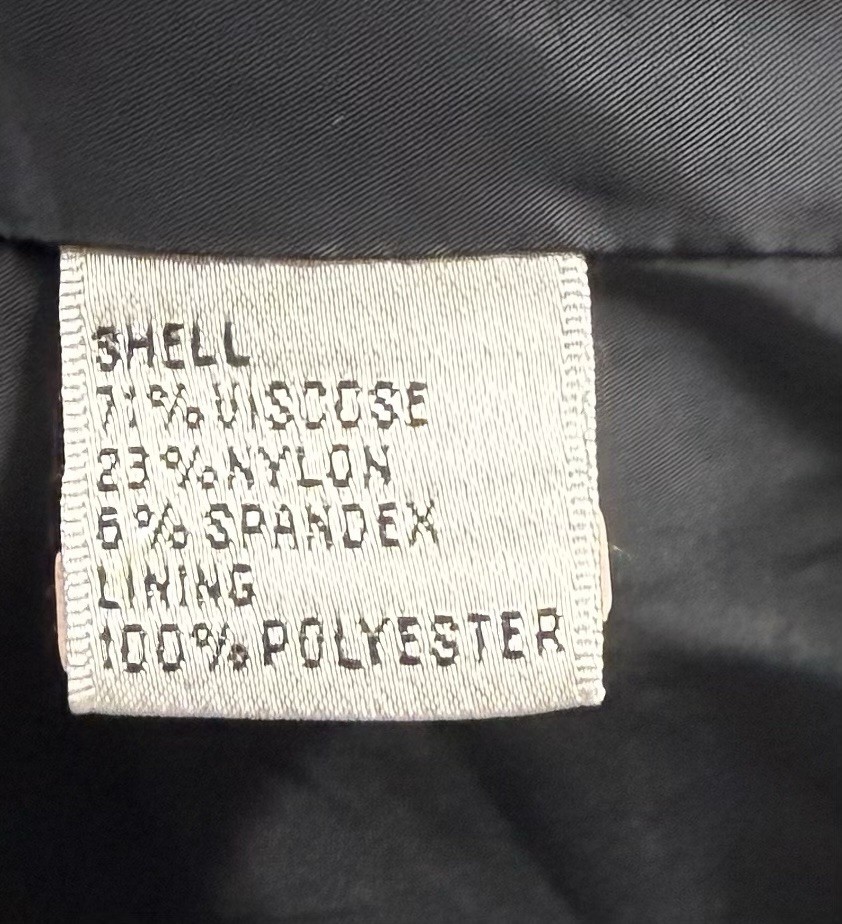 SHELL
71% VISCOSE
23% NYLON
6% SPANDEX
LINING
100% POLYESTER